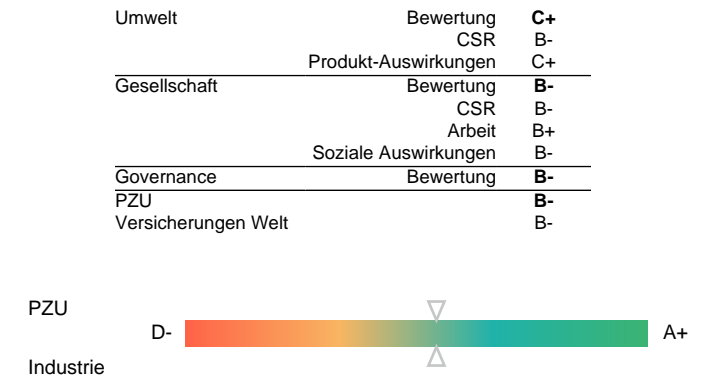 Umwelt Bewertung C+
CSR B-
Produkt-Auswirkungen C+
Gesellschaft Bewertung B-
CSR B-
Arbeit B+
Soziale Auswirkungen B-
Governance Bewertung B-
PZU B-
Versicherungen Welt B-
PZU
D- A+
Industrie